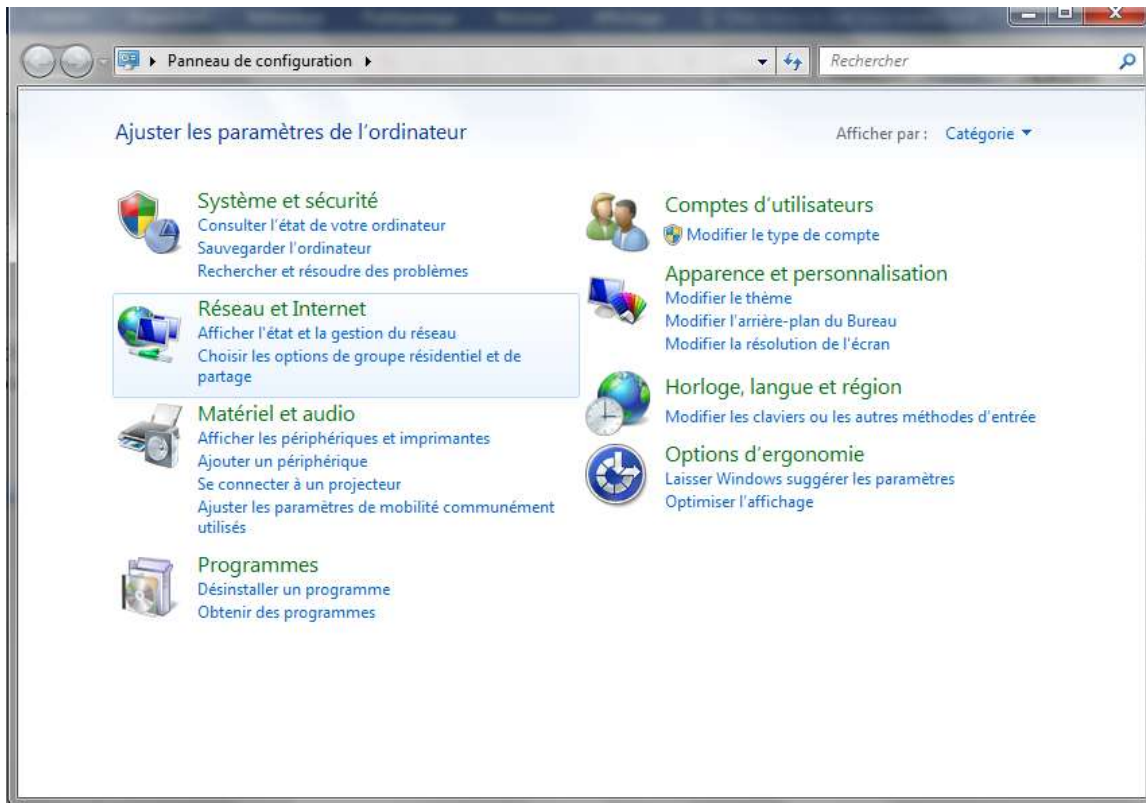 Panneau de configuration
Rechercher
Ajuster les paramètres de l'ordinateur
Afficher par : Catégorie
Système et sécurité
Consulter l'état de votre ordinateur
Sauvegarder l'ordinateur
Rechercher et résoudre des problèmes
Réseau et Internet
Afficher l'état et la gestion du réseau
Choisir les options de groupe résidentiel et de
partage
Matériel et audio
Afficher les périphériques et imprimantes
Ajouter un périphérique
Se connecter à un projecteur
Ajuster les paramètres de mobilité communément
utilisés
Programmes
Désinstaller un programme
Obtenir des programmes
Comptes d'utilisateurs
Modifier le type de compte
Apparence et personnalisation
Modifier le thème
Modifier l'arrière-plan du Bureau
Modifier la résolution de l'écran
Horloge, langue et région
Modifier les claviers ou les autres méthodes d'entrée
Options d'ergonomie
Laisser Windows suggérer les paramètres
Optimiser l'affichage